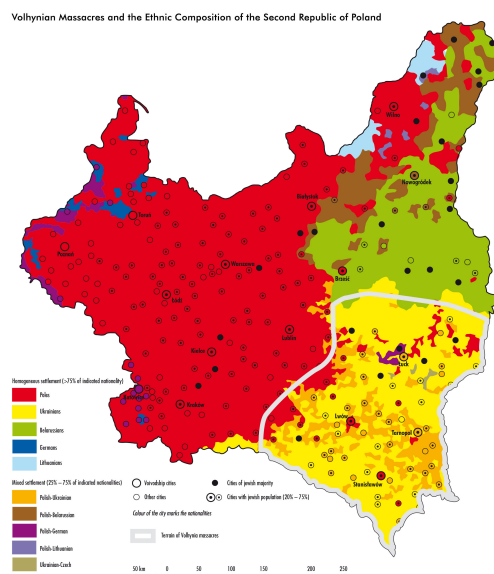 Volhynian Massacres and the Ethnic Composition of the Second Republic of Poland
Wilno
Nowogródek
Białystok
Toruń
Poznań
Warszawa
Brześć
Łódź
Lublin
Kielce
Łuck
Katowice
Kraków
Lwów
Tarnopol
Stanisławów
Homogeneous settlement (>75% of indicated nationality)
Poles
Ukrainians
Belorussians
Germans
Lithuanians
Mixed settlement (25% – 75% of indicated nationalities)
Polish-Ukrainian
Polish-Belorussian
Polish-German
Polish-Lithuanian
Ukrainian-Czech
Voivodship cities
Other cities
Cities of jewish majority
Cities with jewish population (20% – 75%)
Colour of the city marks the nationalities
Terrain of Volhynia massacres
50 km 0 50 100 150 200 250